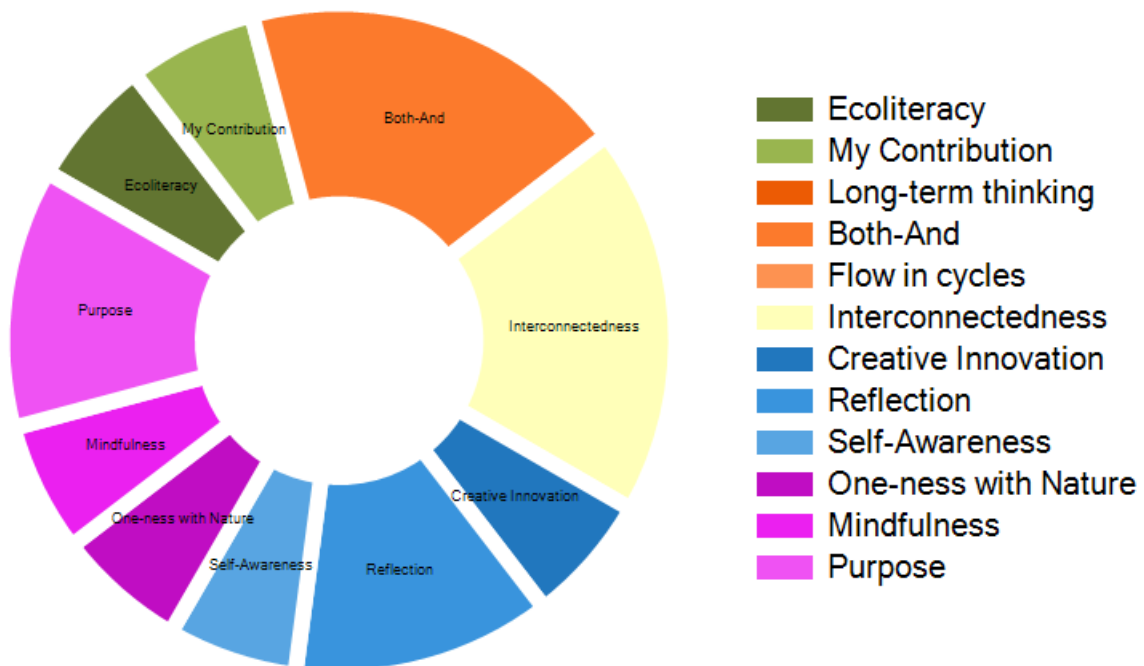 Both-And
My Contribution
Ecoliteracy
Purpose
Interconnectedness
Mindfulness
One-ness with Nature
Self-Awareness
Reflection
Creative Innovation
Ecoliteracy
My Contribution
Long-term thinking
Both-And
Flow in cycles
Interconnectedness
Creative Innovation
Reflection
Self-Awareness
One-ness with Nature
Mindfulness
Purpose